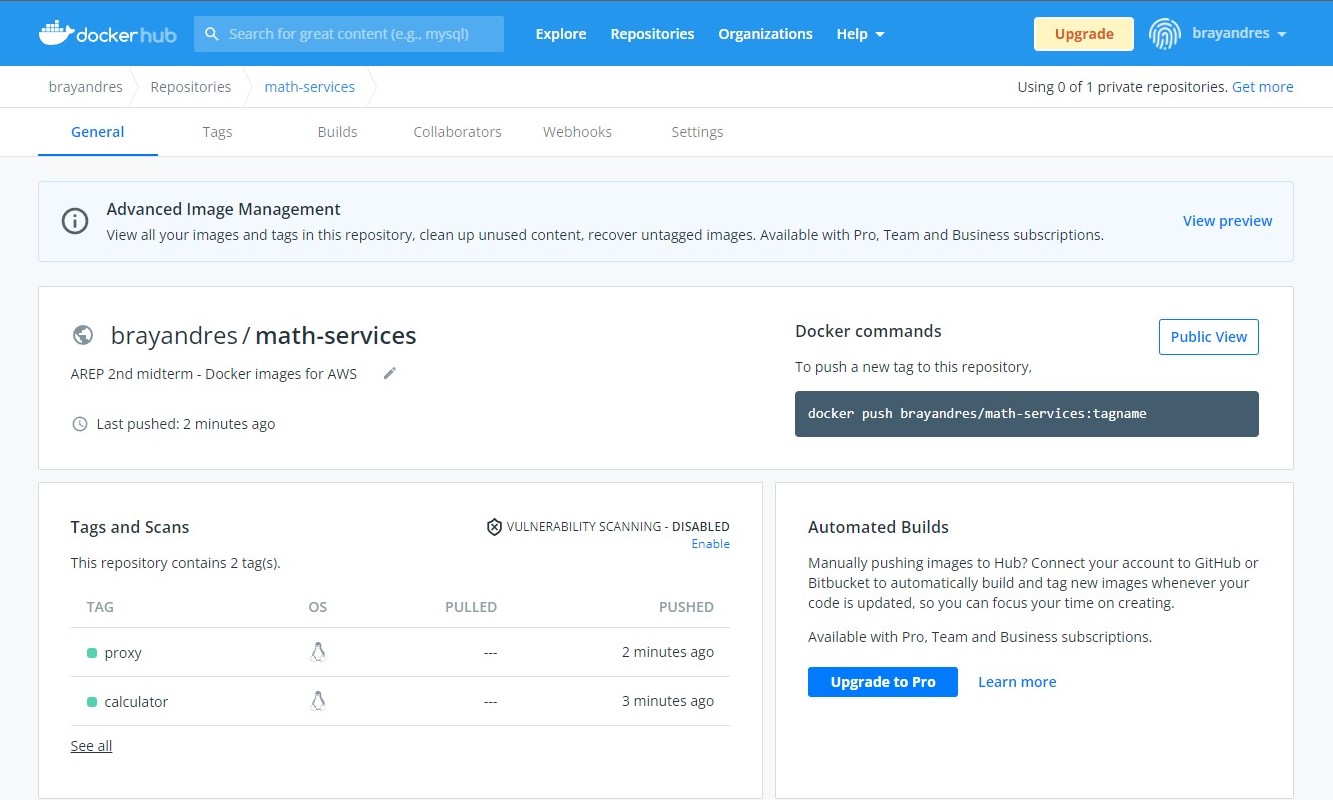 docker hub
Search for great content (e.g., mysql)
Explore
Repositories
Organizations
Help
Upgrade
brayandres
brayandres
Repositories
math-services
Using 0 of 1 private repositories. Get more
General
Tags
Builds
Collaborators
Webhooks
Settings
Advanced Image Management
View all your images and tags in this repository, clean up unused content, recover untagged images. Available with Pro, Team and Business subscriptions.
View preview
brayandres / math-services
AREP 2nd midterm - Docker images for AWS
Last pushed: 2 minutes ago
Docker commands
Public View
To push a new tag to this repository,
docker push brayandres/math-services:tagname
Tags and Scans
VULNERABILITY SCANNING - DISABLED
Enable
This repository contains 2 tag(s).
TAG OS PULLED PUSHED
proxy --- 2 minutes ago
calculator --- 3 minutes ago
See all
Automated Builds
Manually pushing images to Hub? Connect your account to GitHub or
Bitbucket to automatically build and tag new images whenever your
code is updated, so you can focus your time on creating.
Available with Pro, Team and Business subscriptions.
Upgrade to Pro
Learn more